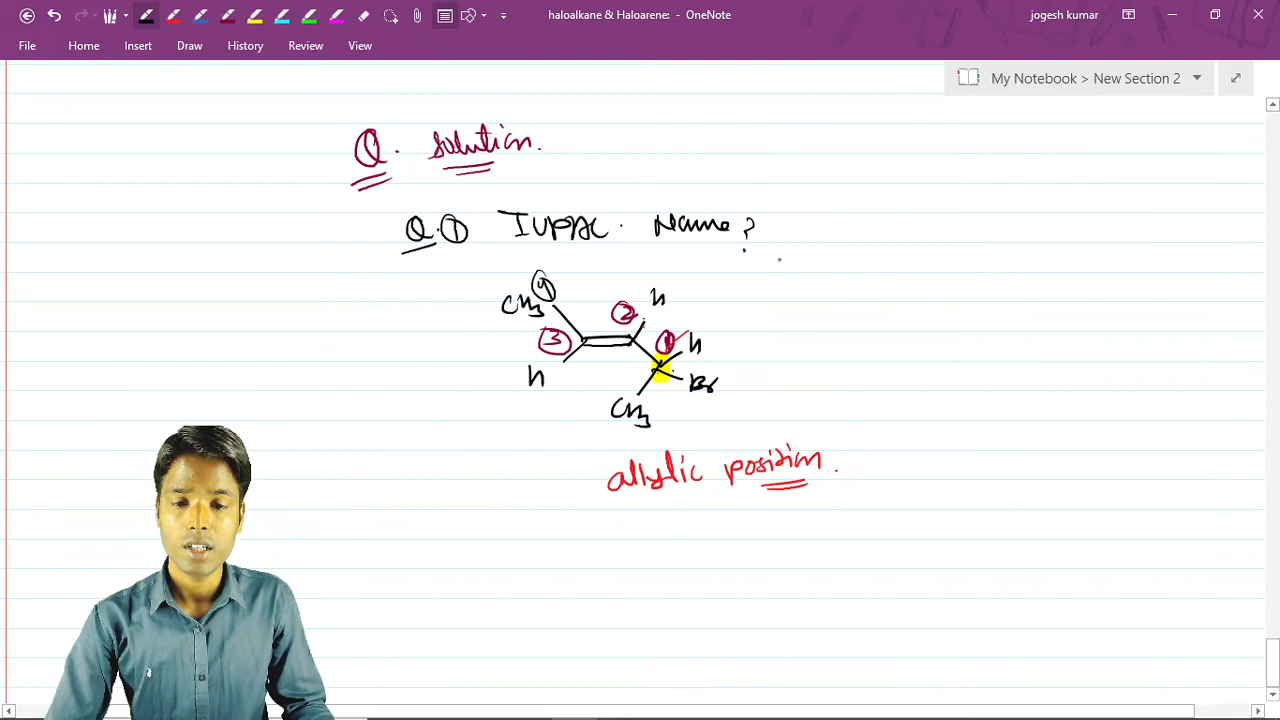 haloalkane & Haloarene: - OneNote
jogesh kumar
File Home Insert Draw History Review View
My Notebook > New Section 2
Q. Solution.
Q.① IUPAC. Name?
④
CH3
② H
③ ① H
H Br
CH3
allylic position.